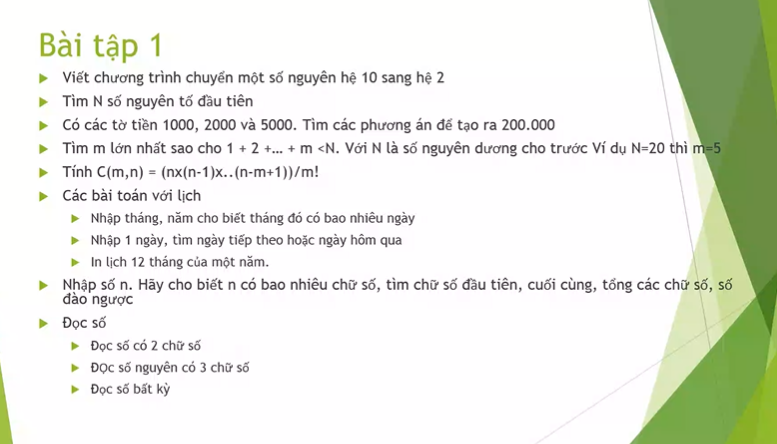 Bài tập 1
Viết chương trình chuyển một số nguyên hệ 10 sang hệ 2
Tìm N số nguyên tố đầu tiên
Có các tờ tiền 1000, 2000 và 5000. Tìm các phương án để tạo ra 200.000
Tìm m lớn nhất sao cho 1 + 2 +… + m <N. Với N là số nguyên dương cho trước Ví dụ N=20 thì m=5
Tính C(m,n) = (nx(n-1)x..(n-m+1))/m!
Các bài toán với lịch
Nhập tháng, năm cho biết tháng đó có bao nhiêu ngày
Nhập 1 ngày, tìm ngày tiếp theo hoặc ngày hôm qua
In lịch 12 tháng của một năm.
Nhập số n. Hãy cho biết n có bao nhiêu chữ số, tìm chữ số đầu tiên, cuối cùng, tổng các chữ số, số
đảo ngược
Đọc số
Đọc số có 2 chữ số
ĐỌc số nguyên có 3 chữ số
Đọc số bất kỳ